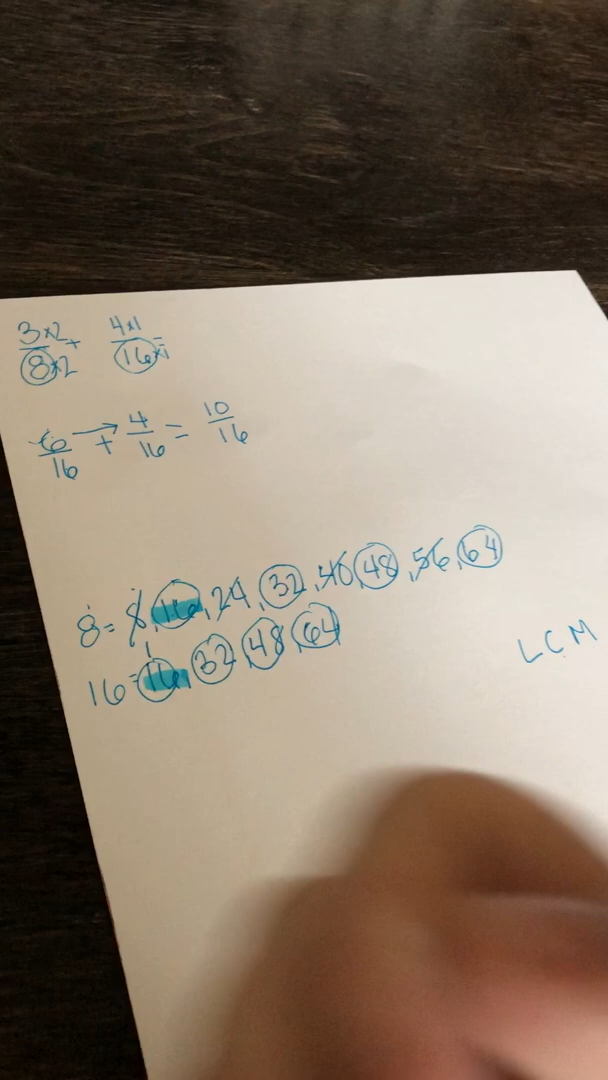 3×2 + 4×1 =
8×2 16×1
6/16 + 4/16 = 10/16
8 = 8, 16, 24, 32, 40, 48, 56, 64
16 = 16, 32, 48, 64
LCM